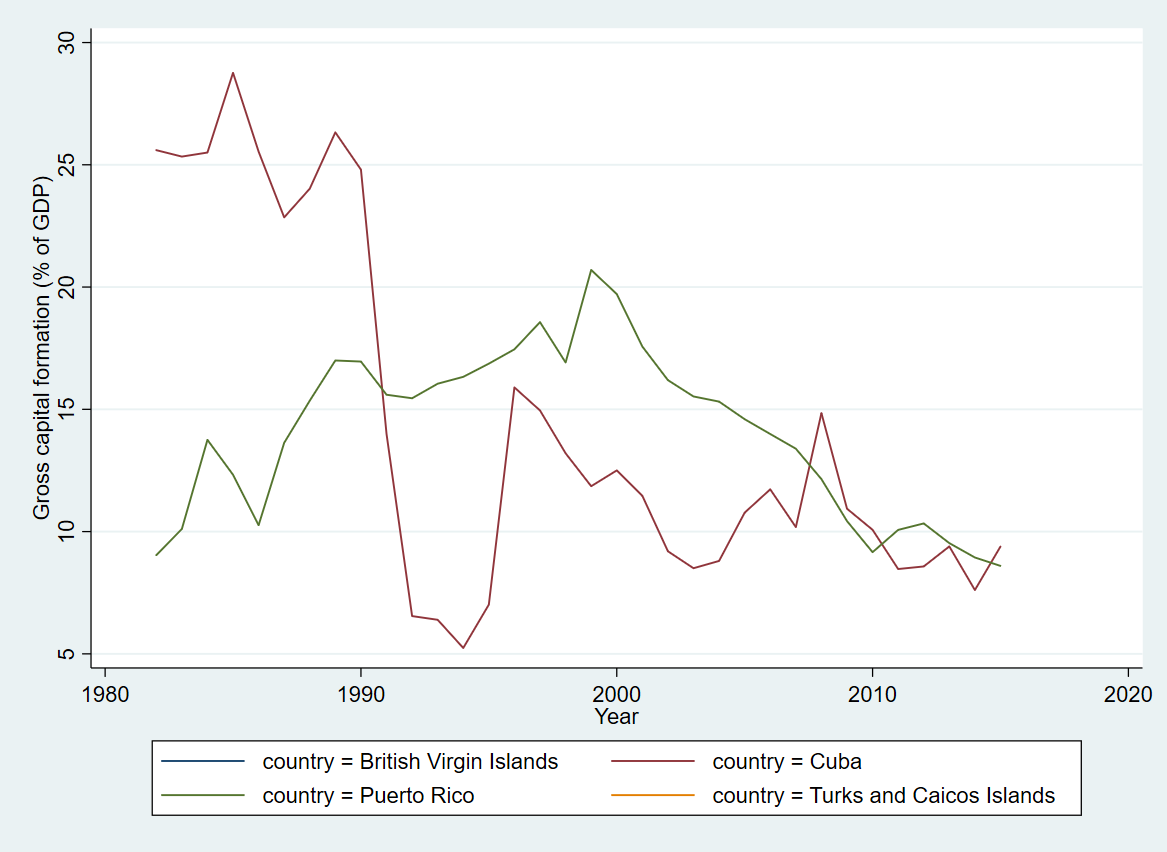 Gross capital formation (% of GDP)
30
25
20
15
10
5
1980 1990 2000 2010 2020
Year
country = British Virgin Islands country = Cuba
country = Puerto Rico country = Turks and Caicos Islands